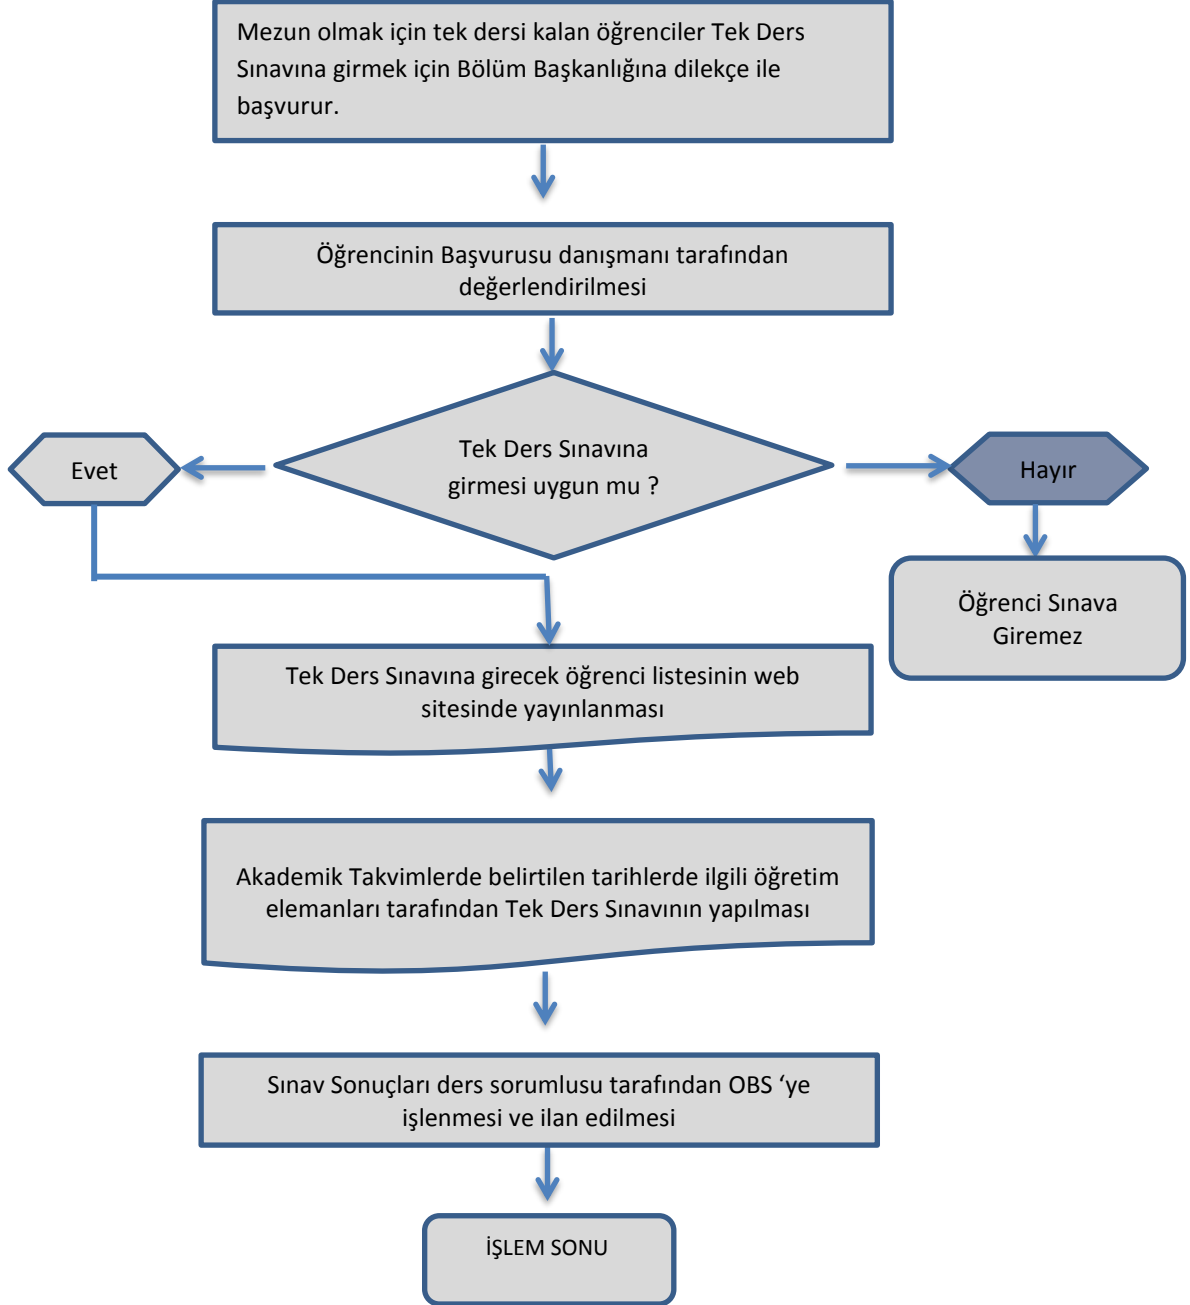 Mezun olmak için tek dersi kalan öğrenciler Tek Ders
Sınavına girmek için Bölüm Başkanlığına dilekçe ile
başvurur.
Öğrencinin Başvurusu danışmanı tarafından
değerlendirilmesi
Tek Ders Sınavına
girmesi uygun mu ?
Evet
Hayır
Öğrenci Sınava
Giremez
Tek Ders Sınavına girecek öğrenci listesinin web
sitesinde yayınlanması
Akademik Takvimlerde belirtilen tarihlerde ilgili öğretim
elemanları tarafından Tek Ders Sınavının yapılması
Sınav Sonuçları ders sorumlusu tarafından OBS ‘ye
işlenmesi ve ilan edilmesi
İŞLEM SONU